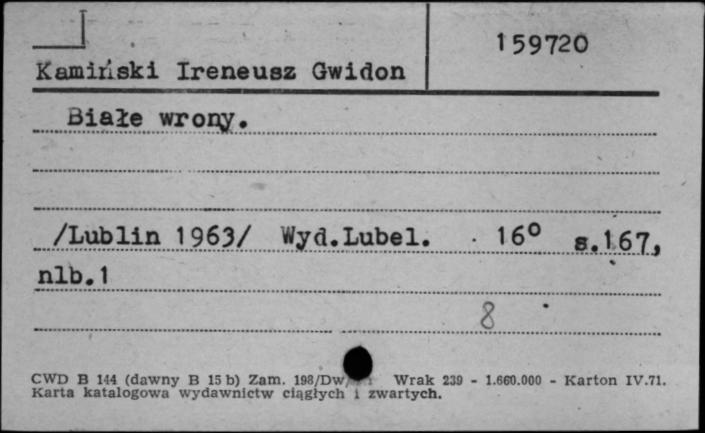 159720
Kamiński Ireneusz Gwidon
Białe wrony.
/Lublin 1963/ Wyd.Lubel. 16° s.167,
nlb.1
8
CWD B 144 (dawny B 15 b) Zam. 198/Dw/ Wrak 239 - 1.660.000 - Karton IV.71.
Karta katalogowa wydawnictw ciągłych i zwartych.